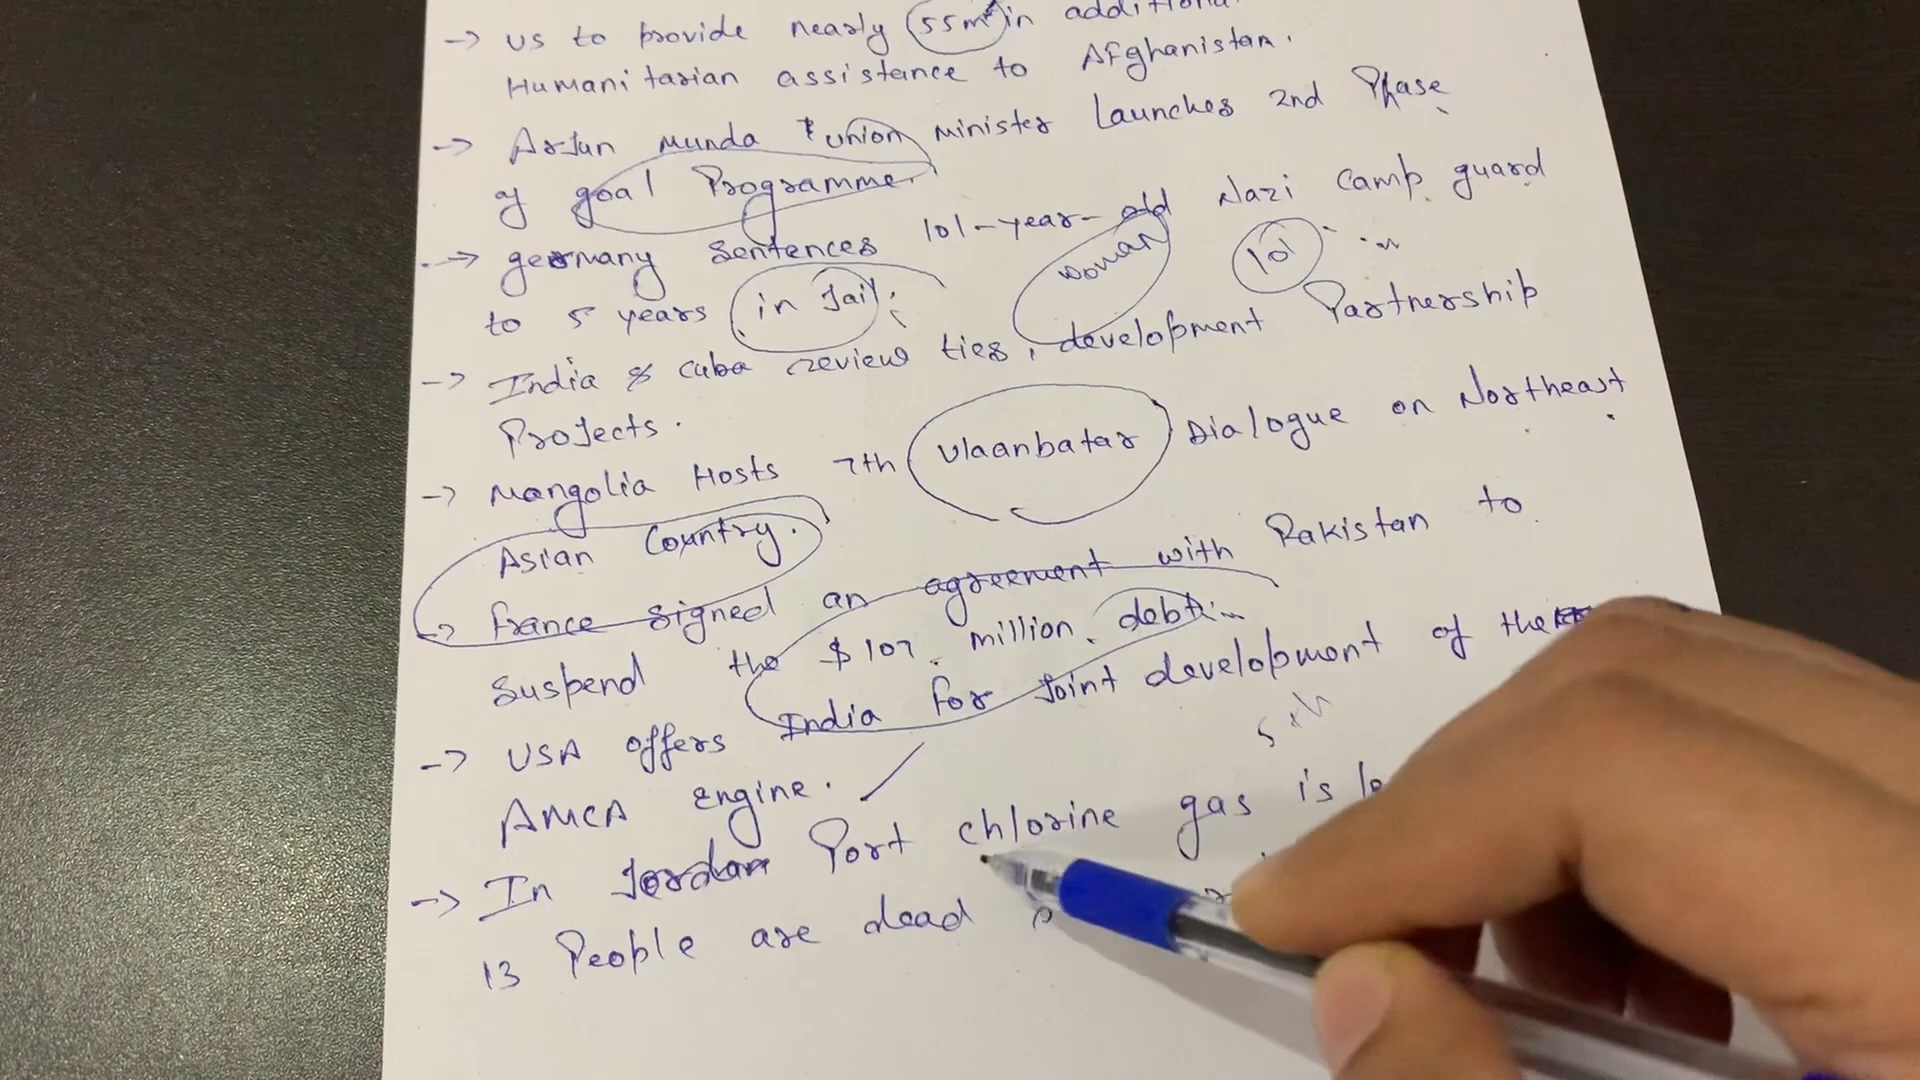 -> US to provide nearly 55m in additional
Humanitarian assistance to Afghanistan.
-> Arjun Munda union minister launches 2nd Phase
of goal Programme.
-> germany sentences 101-year-old Nazi camp guard
woman 101
to 5 years in Jail.
-> India & Cuba review ties, development Partnership
Projects.
-> Mangolia Hosts 7th Ulaanbatar Dialogue on Northeast
Asian Country.
-> France signed an agreement with Pakistan to
suspend the $107 million debt.
-> USA offers India for Joint development of the
5th
AMCA Engine.
-> In Jordan Port chlorine gas is
13 People are dead